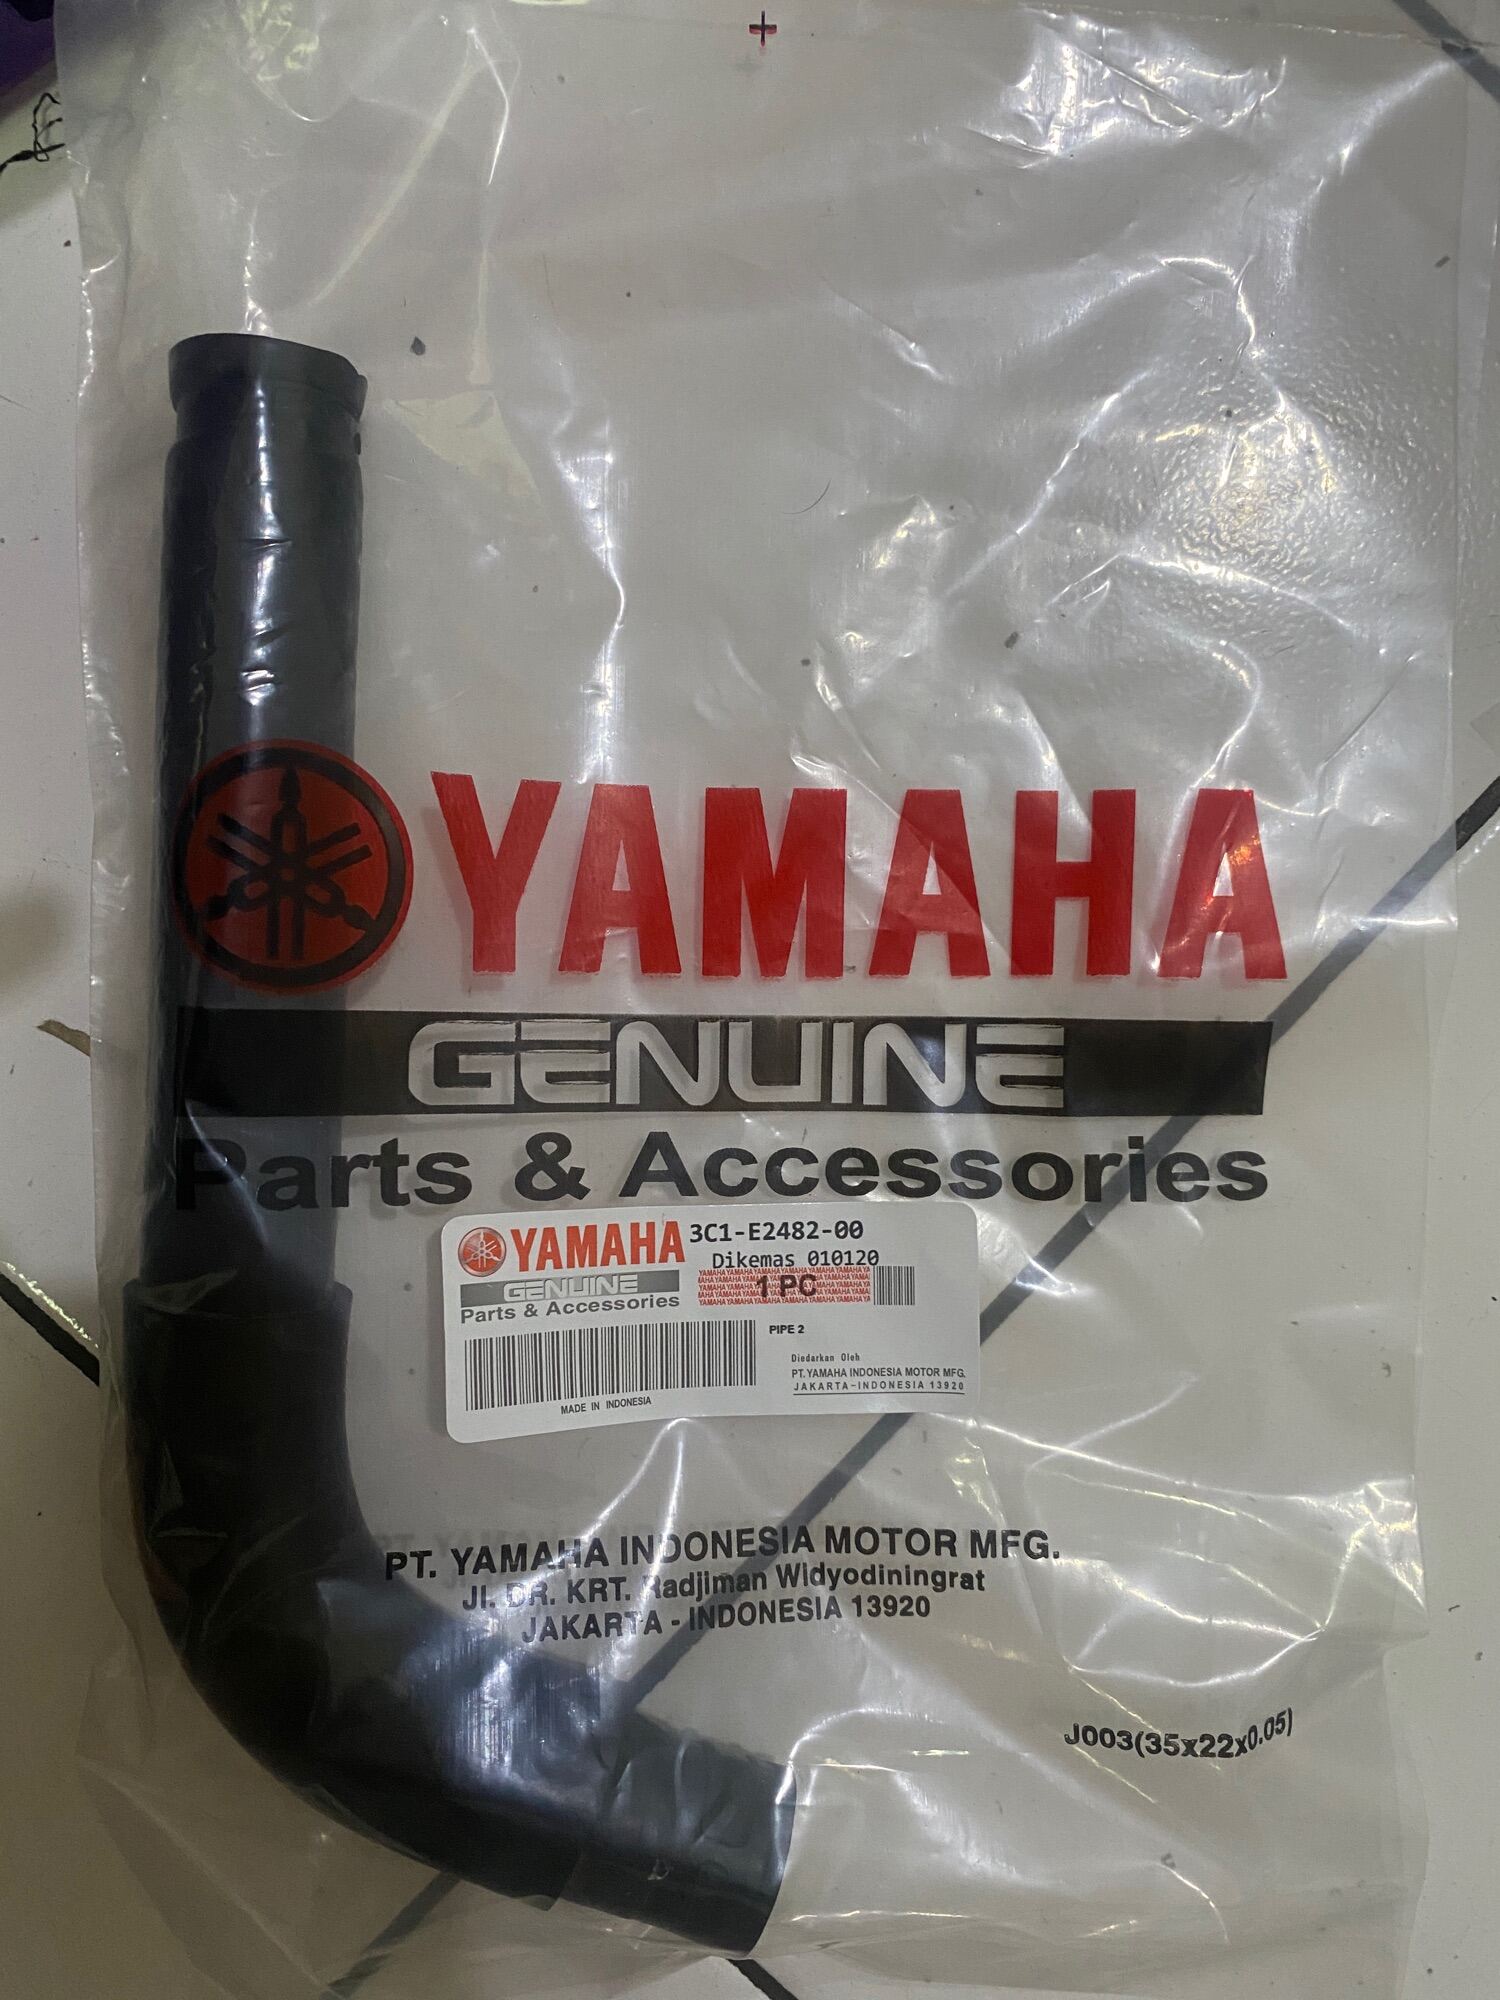 YAMAHA
GENUINE
Parts & Accessories
YAMAHA 3C1-E2482-00
Dikemas 010120
GENUINE
1 PC
Parts & Accessories
PIPE 2
Diedarkan Oleh
PT. YAMAHA INDONESIA MOTOR MFG.
JAKARTA-INDONESIA 13920
MADE IN INDONESIA
PT. YAMAHA INDONESIA MOTOR MFG.
Jl. DR. KRT. Radjiman Widyodiningrat
JAKARTA - INDONESIA 13920
J003(35x22x0.05)